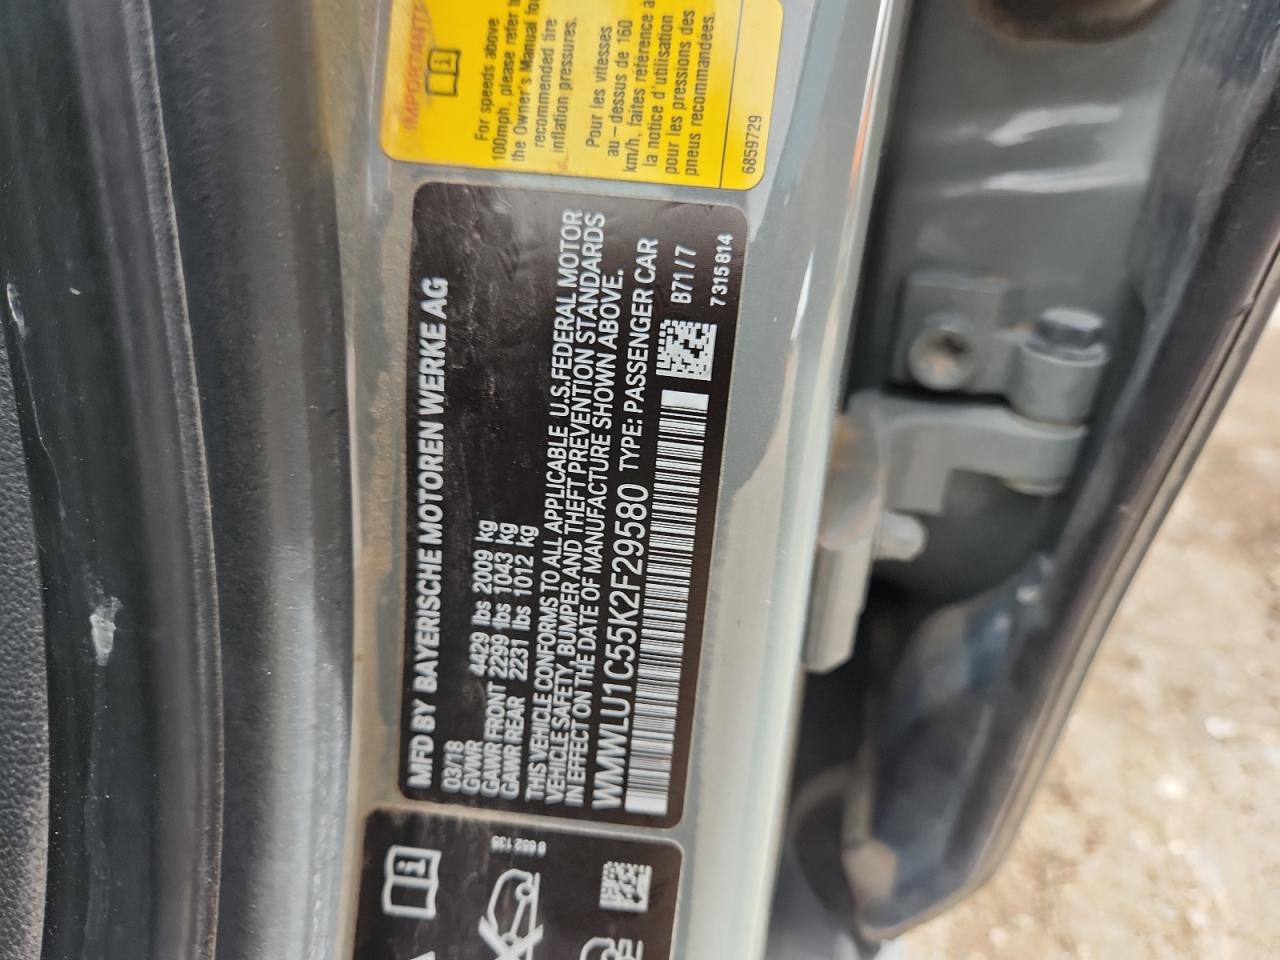 IMPORTANT
For speeds above
100mph, please refer to
the Owner's Manual for
recommended tire
inflation pressures.
Pour les vitesses
au-dessus de 160
km/h, faites référence à
la notice d'utilisation
pour les pressions des
pneus recommandées.
6859729
MFD BY BAYERISCHE MOTOREN WERKE AG
03/18
GVWR 4429 lbs 2009 kg
GAWR FRONT 2299 lbs 1043 kg
GAWR REAR 2231 lbs 1012 kg
THIS VEHICLE CONFORMS TO ALL APPLICABLE U.S.FEDERAL MOTOR
VEHICLE SAFETY, BUMPER AND THEFT PREVENTION STANDARDS
IN EFFECT ON THE DATE OF MANUFACTURE SHOWN ABOVE.
WMWLU1C55K2F29580 TYPE: PASSENGER CAR
B71/7
7315814